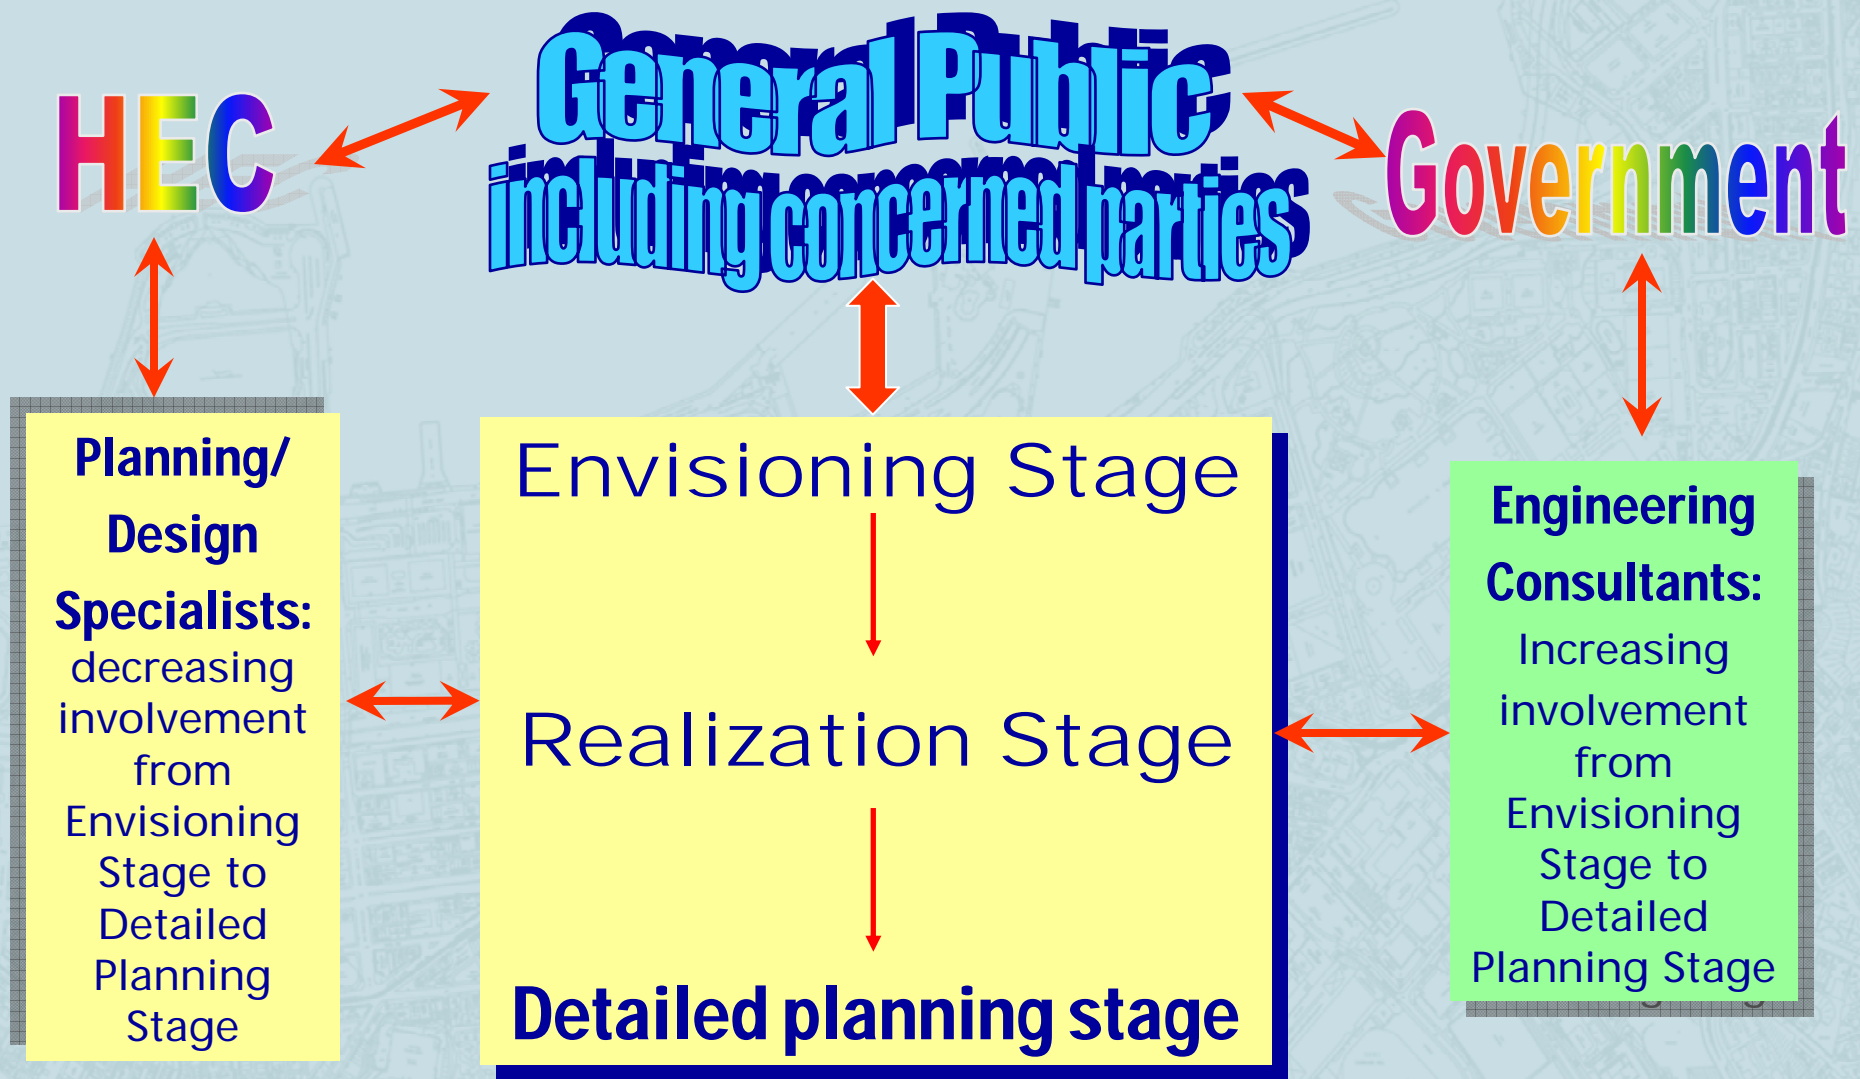 HEC
General Public
including concerned parties
Government
Planning/
Design
Specialists:
decreasing
involvement
from
Envisioning
Stage to
Detailed
Planning
Stage
Envisioning Stage
Realization Stage
Detailed planning stage
Engineering
Consultants:
Increasing
involvement
from
Envisioning
Stage to
Detailed
Planning Stage